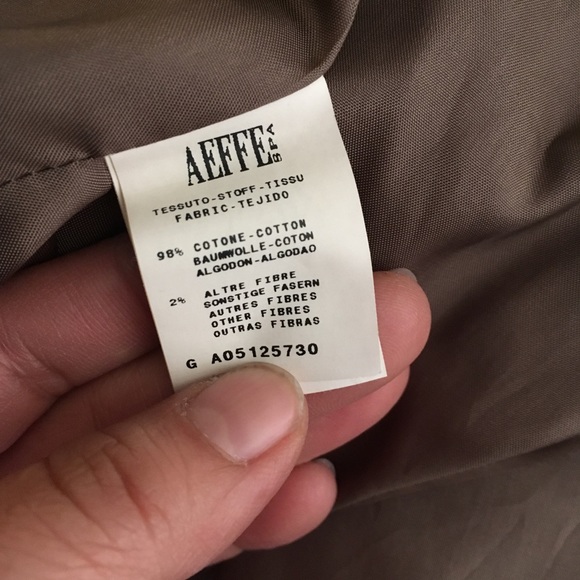 AEFFE SPA
TESSUTO-STOFF-TISSU
FABRIC-TEJIDO
98% COTONE-COTTON
BAUMWOLLE-COTON
ALGODON-ALGODAO
2% ALTRE FIBRE
SONSTIGE FASERN
AUTRES FIBRES
OTHER FIBRES
OUTRAS FIBRAS
G A05125730